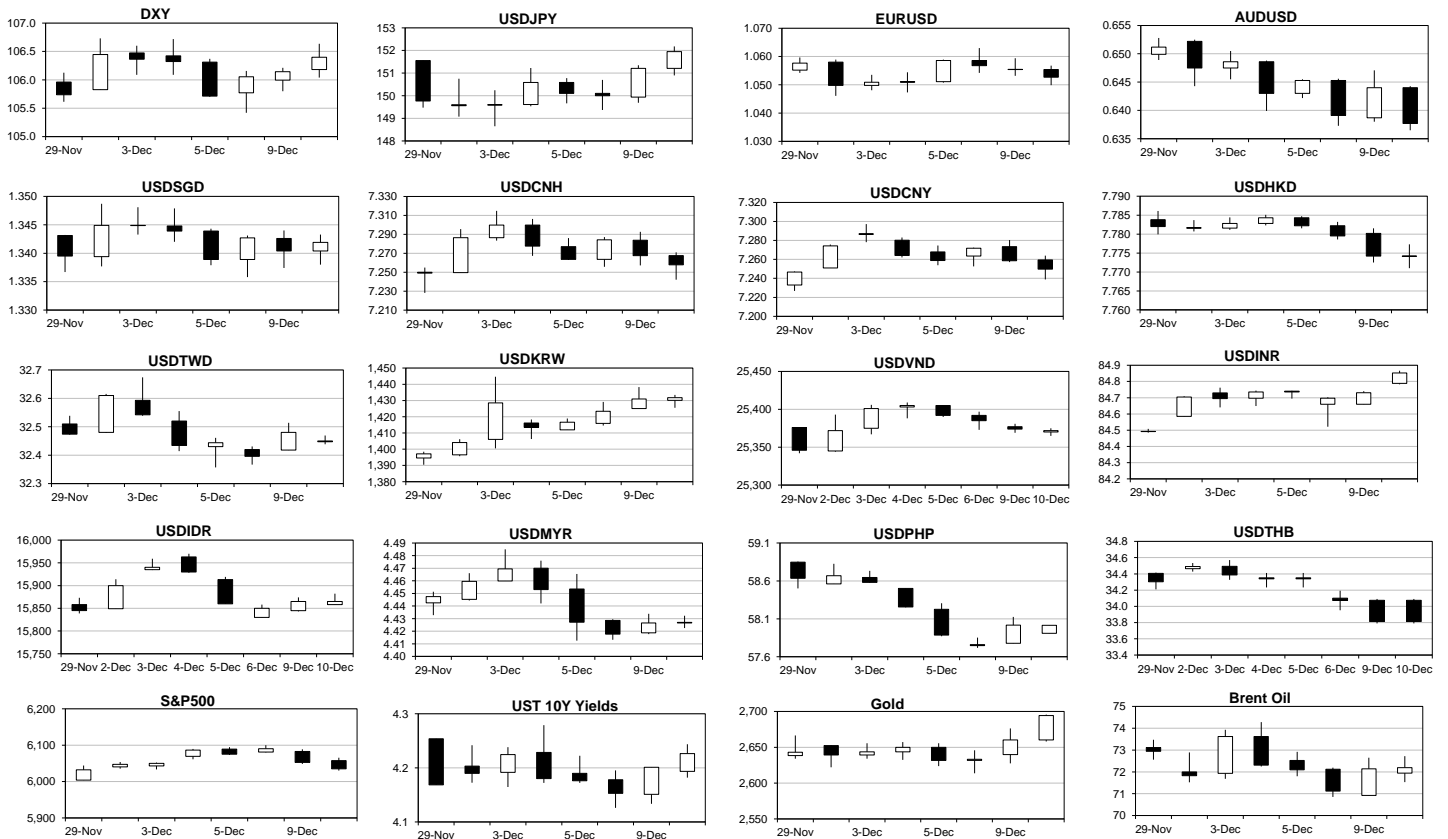 DXY
107.0
106.5
106.0
105.5
105.0
29-Nov 3-Dec 5-Dec 9-Dec
USDJPY
153
152
151
150
149
148
29-Nov 3-Dec 5-Dec 9-Dec
EURUSD
1.070
1.060
1.050
1.040
1.030
29-Nov 3-Dec 5-Dec 9-Dec
AUDUSD
0.655
0.650
0.645
0.640
0.635
29-Nov 3-Dec 5-Dec 9-Dec
USDSGD
1.350
1.345
1.340
1.335
1.330
29-Nov 3-Dec 5-Dec 9-Dec
USDCNH
7.330
7.310
7.290
7.270
7.250
7.230
7.210
29-Nov 3-Dec 5-Dec 9-Dec
USDCNY
7.320
7.300
7.280
7.260
7.240
7.220
7.200
29-Nov 3-Dec 5-Dec 9-Dec
USDHKD
7.790
7.785
7.780
7.775
7.770
7.765
7.760
29-Nov 3-Dec 5-Dec 9-Dec
USDTWD
32.7
32.6
32.5
32.4
32.3
29-Nov 3-Dec 5-Dec 9-Dec
USDKRW
1,450
1,440
1,430
1,420
1,410
1,400
1,390
1,380
29-Nov 3-Dec 5-Dec 9-Dec
USDVND
25,450
25,400
25,350
25,300
29-Nov 2-Dec 3-Dec 4-Dec 5-Dec 6-Dec 9-Dec 10-Dec
USDINR
84.9
84.8
84.7
84.6
84.5
84.4
84.3
84.2
29-Nov 3-Dec 5-Dec 9-Dec
USDIDR
16,000
15,950
15,900
15,850
15,800
15,750
29-Nov 2-Dec 3-Dec 4-Dec 5-Dec 6-Dec 9-Dec 10-Dec
USDMYR
4.49
4.48
4.47
4.46
4.45
4.44
4.43
4.42
4.41
4.40
29-Nov 3-Dec 5-Dec 9-Dec
USDPHP
59.1
58.6
58.1
57.6
29-Nov 3-Dec 5-Dec 9-Dec
USDTHB
34.8
34.6
34.4
34.2
34.0
33.8
33.6
33.4
29-Nov 2-Dec 3-Dec 4-Dec 5-Dec 6-Dec 9-Dec 10-Dec
S&P500
6,200
6,100
6,000
5,900
29-Nov 3-Dec 5-Dec 9-Dec
UST 10Y Yields
4.3
4.2
4.1
29-Nov 3-Dec 5-Dec 9-Dec
Gold
2,700
2,650
2,600
2,550
29-Nov 3-Dec 5-Dec 9-Dec
Brent Oil
75
74
73
72
71
70
29-Nov 3-Dec 5-Dec 9-Dec